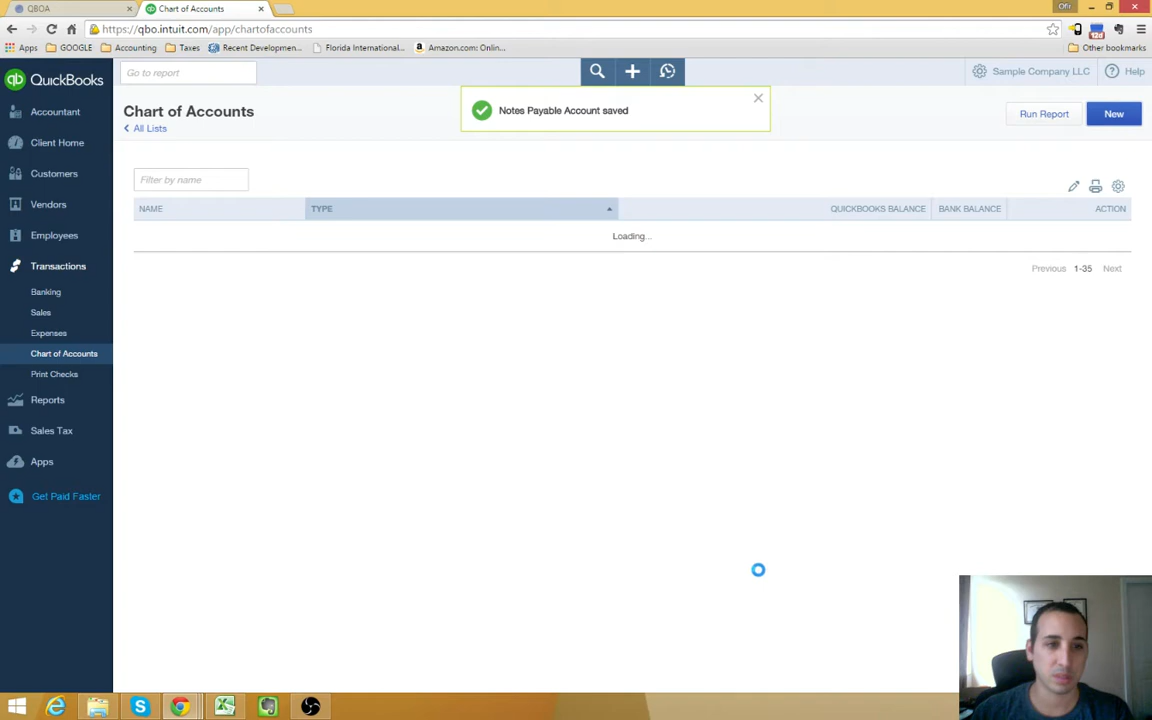 QBOA
Chart of Accounts
Ofir
https://qbo.intuit.com/app/chartofaccounts
12d
Apps GOOGLE Accounting Taxes Recent Developmen... Florida International... Amazon.com: Onlin... Other bookmarks
qb QuickBooks
Go to report
Sample Company LLC
Help
Accountant
Client Home
Customers
Vendors
Employees
Transactions
Banking
Sales
Expenses
Chart of Accounts
Print Checks
Reports
Sales Tax
Apps
Get Paid Faster
Chart of Accounts
All Lists
Notes Payable Account saved
Run Report
New
Filter by name
NAME TYPE QUICKBOOKS BALANCE BANK BALANCE ACTION
Loading...
Previous 1-35 Next